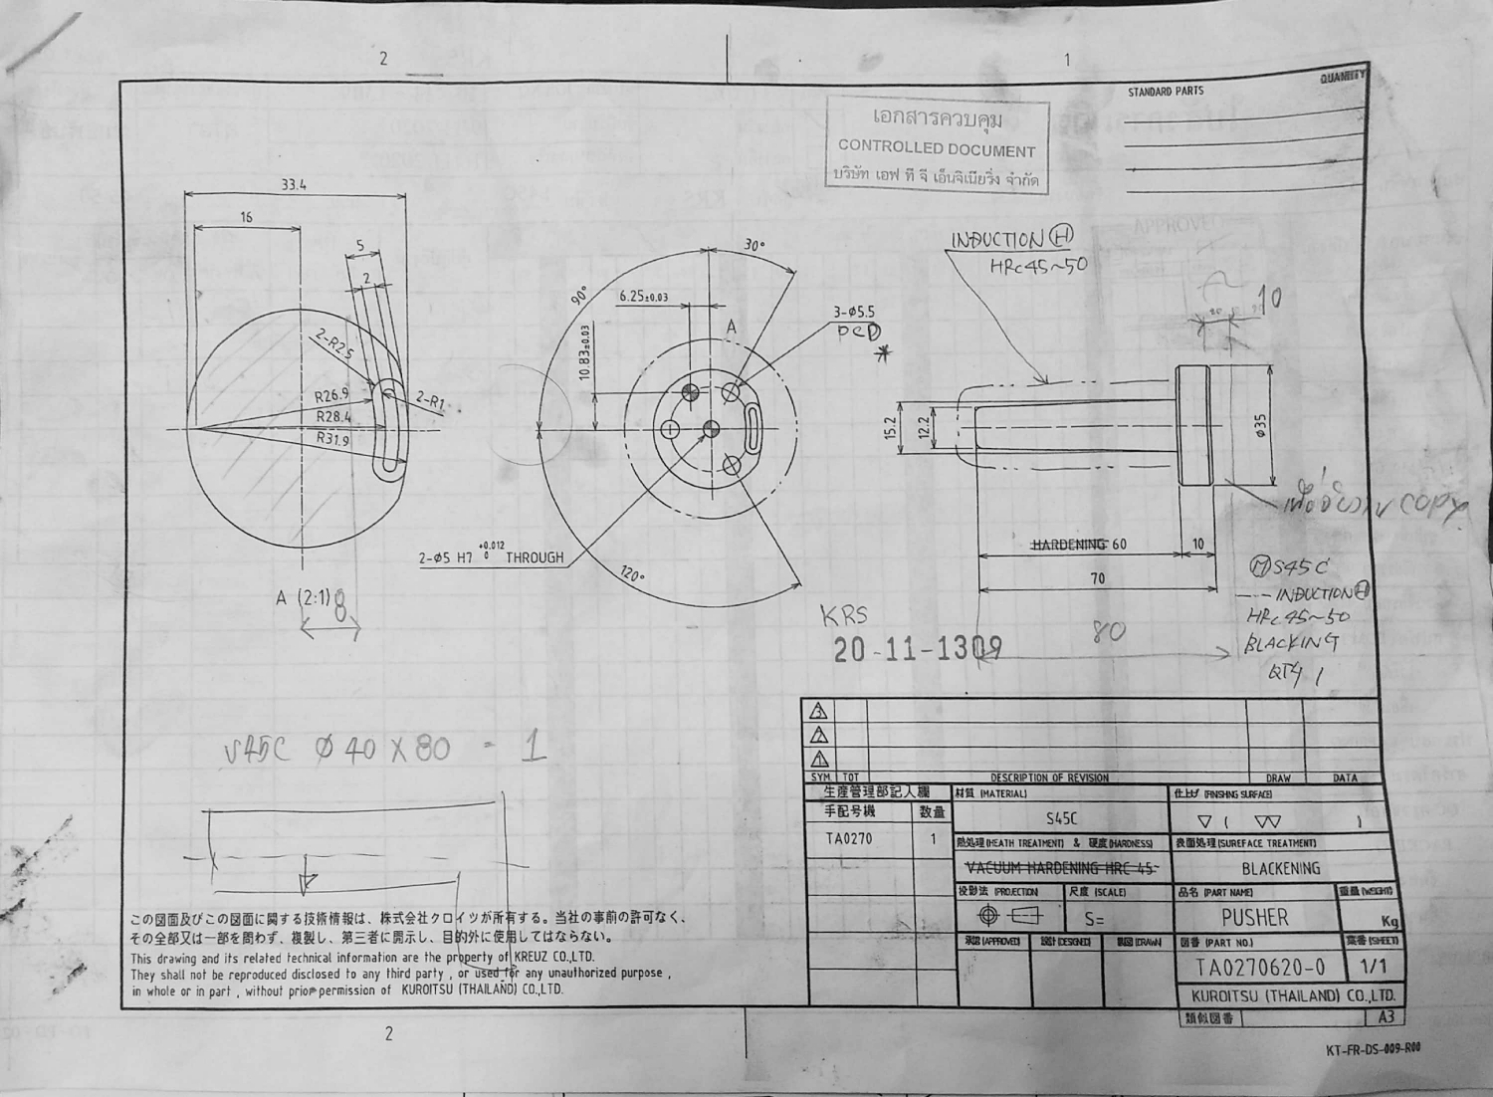 2
1
QUANTITY
STANDARD PARTS
เอกสารควบคุม
CONTROLLED DOCUMENT
บริษัท เอฟ ที จี เอ็นจิเนียริ่ง จำกัด
33.4
16
5
2
2-R2.5
R26.9
R28.4
R31.9
2-R1
A (2:1)
8
90°
30°
6.25±0.03
10.83±0.03
A
3-φ5.5
PCD
*
2-φ5 H7 +0.012 0 THROUGH
120°
INDUCTION Ⓗ
HRc45~50
10
15.2
12.2
φ35
copy
HARDENING 60
10
70
80
Ⓜ S45C
INDUCTION Ⓗ
HRc 45~50
BLACKING
QTY 1
KRS
20-11-1309
S45C φ 40 X 80 - 1
3
2
1
SYM. TOT DESCRIPTION OF REVISION DRAW DATA
生産管理部記入欄 材質 (MATERIAL) 仕上げ (FINISHING SURFACE)
手配号機 数量 S45C ▽ ( ▽▽ )
TA0270 1 熱処理(HEATH TREATMENT) & 硬度(HARDNESS) 表面処理(SUREFACE TREATMENT)
VACUUM HARDENING HRC 45- BLACKENING
投影法 (PROJECTION 尺度 (SCALE) 品名 (PART NAME) 重量 (WEIGHT)
S= PUSHER Kg
承認(APPROVED) 設計(DESIGNED) 製図(DRAWN) 図番 (PART NO.) 葉番(SHEET)
TA0270620-0 1/1
KUROITSU (THAILAND) CO.,LTD.
類似図番 A3
この図面及びこの図面に関する技術情報は、株式会社クロイツが所有する。当社の事前の許可なく、
その全部又は一部を問わず、複製し、第三者に開示し、目的外に使用してはならない。
This drawing and its related technical information are the property of KREUZ CO.,LTD.
They shall not be reproduced disclosed to any third party , or used for any unauthorized purpose ,
in whole or in part , without prior permission of KUROITSU (THAILAND) CO.,LTD.
2
KT-FR-DS-009-R00